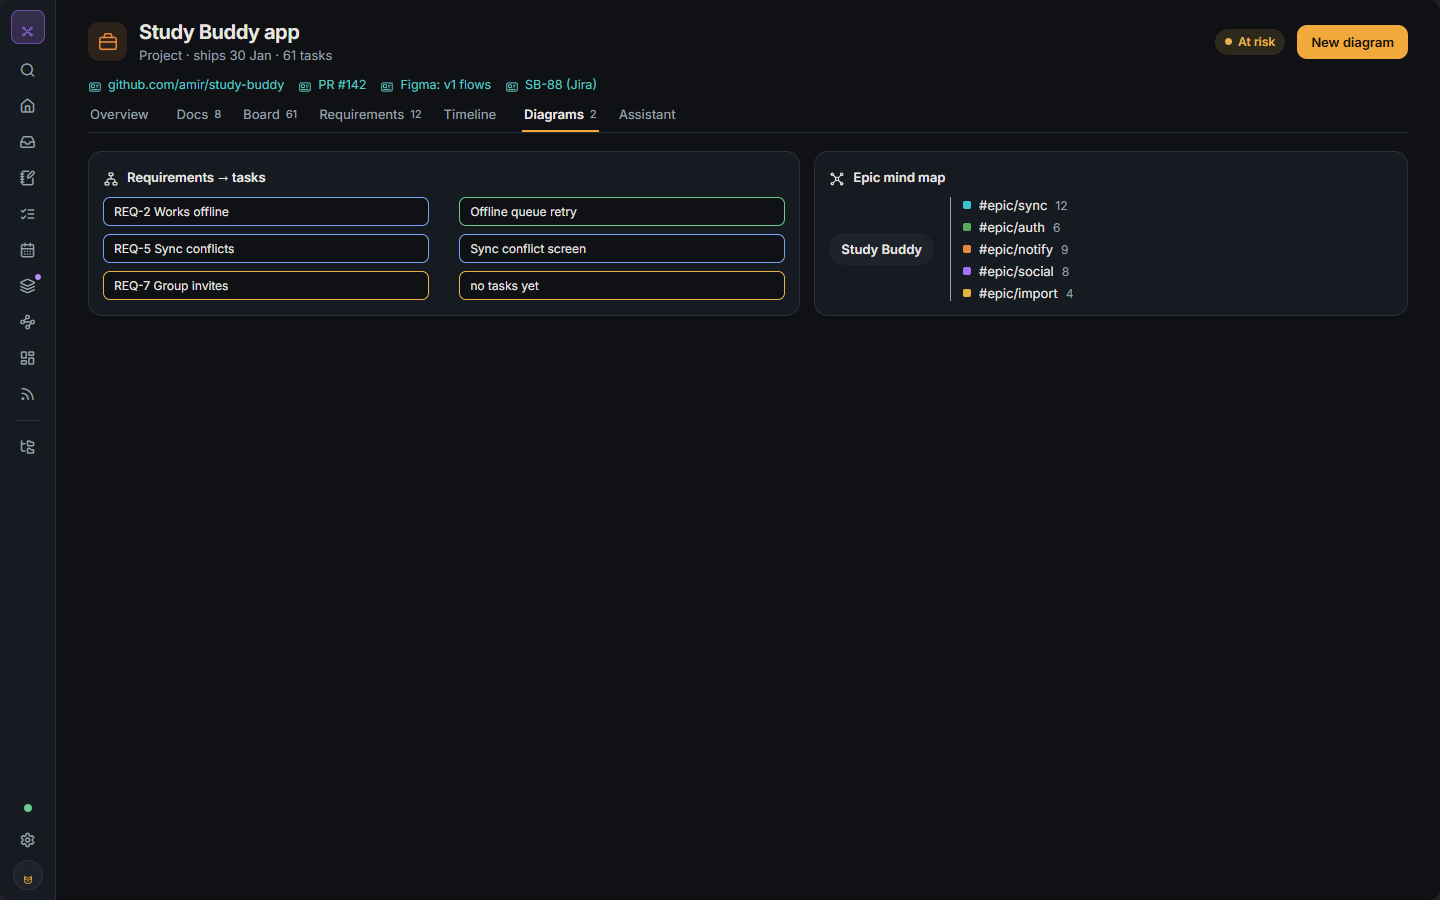 Study Buddy app
Project · ships 30 Jan · 61 tasks
At risk
New diagram
github.com/amir/study-buddy PR #142 Figma: v1 flows SB-88 (Jira)
Overview Docs 8 Board 61 Requirements 12 Timeline Diagrams 2 Assistant
Requirements → tasks
REQ-2 Works offline Offline queue retry
REQ-5 Sync conflicts Sync conflict screen
REQ-7 Group invites no tasks yet
Epic mind map
Study Buddy
#epic/sync 12
#epic/auth 6
#epic/notify 9
#epic/social 8
#epic/import 4